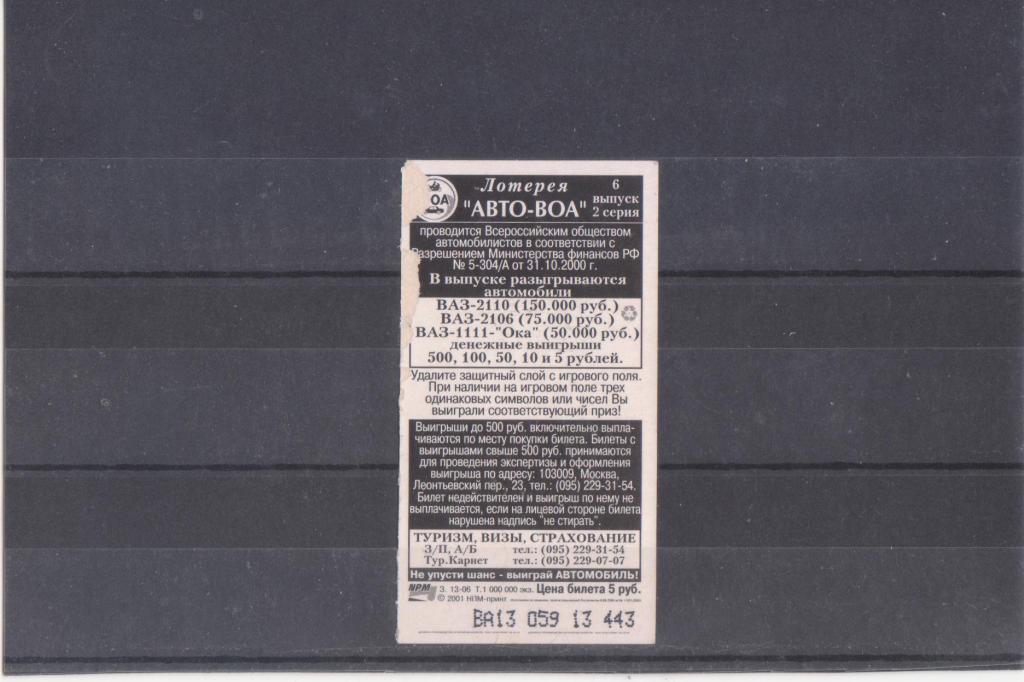 ВОА
Лотерея
"АВТО-ВОА"
6
выпуск
2 серия
проводится Всероссийским обществом
автомобилистов в соответствии с
Разрешением Министерства финансов РФ
№ 5-304/А от 31.10.2000 г.
В выпуске разыгрываются
автомобили
ВАЗ-2110 (150.000 руб.)
ВАЗ-2106 (75.000 руб.)
ВАЗ-1111-"Ока" (50.000 руб.)
денежные выигрыши
500, 100, 50, 10 и 5 рублей.
Удалите защитный слой с игрового поля.
При наличии на игровом поле трех
одинаковых символов или чисел Вы
выиграли соответствующий приз!
Выигрыши до 500 руб. включительно выпла-
чиваются по месту покупки билета. Билеты с
выигрышами свыше 500 руб. принимаются
для проведения экспертизы и оформления
выигрыша по адресу: 103009, Москва,
Леонтьевский пер., 23, тел.: (095) 229-31-54.
Билет недействителен и выигрыш по нему не
выплачивается, если на лицевой стороне билета
нарушена надпись "не стирать".
ТУРИЗМ, ВИЗЫ, СТРАХОВАНИЕ
З/П, А/Б тел.: (095) 229-31-54
Тур.Карнет тел.: (095) 229-07-07
Не упусти шанс - выиграй АВТОМОБИЛЬ!
NPM З. 13-06 Т.1 000 000 экз. Цена билета 5 руб.
© 2001 НПМ-принт
ВА13 059 13 443